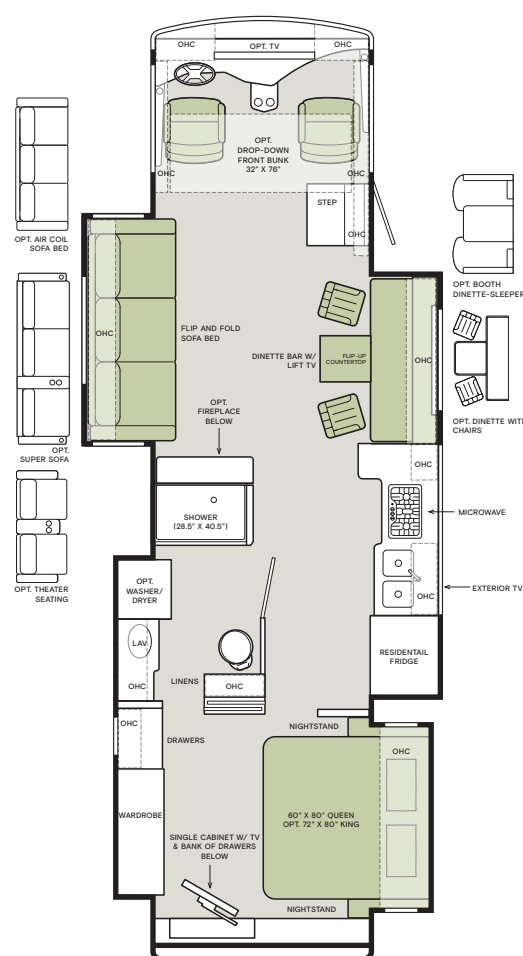 OHC
OPT. TV
OHC
OPT.
DROP-DOWN
FRONT BUNK
32" X 76"
OHC
OHC
STEP
OHC
OPT. AIR COIL
SOFA BED
OPT. BOOTH
DINETTE-SLEEPER
OHC
FLIP AND FOLD
SOFA BED
DINETTE BAR W/
LIFT TV
FLIP-UP
COUNTERTOP
OHC
OPT. DINETTE WITH
CHAIRS
OPT.
FIREPLACE
BELOW
OPT.
SUPER SOFA
OHC
SHOWER
(28.5" X 40.5")
MICROWAVE
OPT. THEATER
SEATING
OPT.
WASHER/
DRYER
OHC
EXTERIOR TV
LAV
RESIDENTAIL
FRIDGE
LINENS
OHC
OHC
OHC
DRAWERS
NIGHTSTAND
OHC
WARDROBE
60" X 80" QUEEN
OPT. 72" X 80" KING
SINGLE CABINET W/ TV
& BANK OF DRAWERS
BELOW
NIGHTSTAND